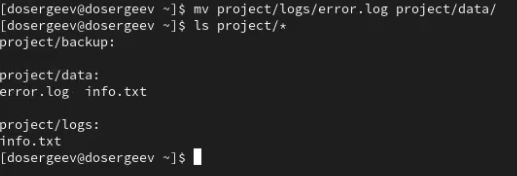 [dosergeev@dosergeev ~]$ mv project/logs/error.log project/data/
[dosergeev@dosergeev ~]$ ls project/*
project/backup:

project/data:
error.log  info.txt

project/logs:
info.txt
[dosergeev@dosergeev ~]$